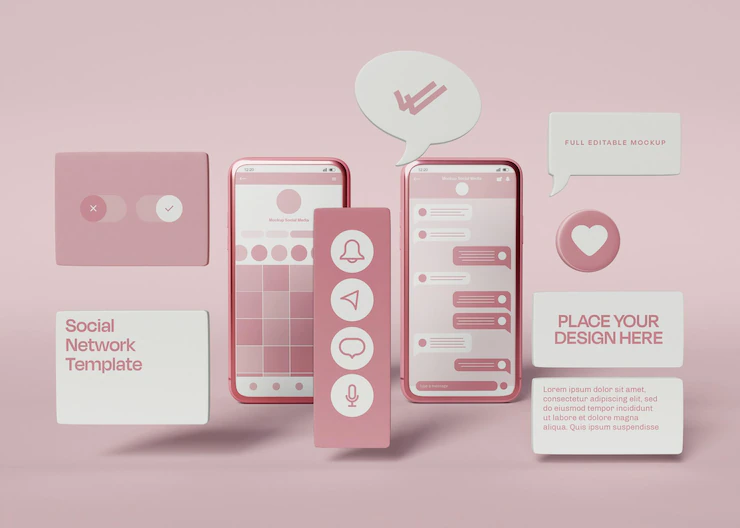 FULL EDITABLE MOCKUP
12:30
Mockup Social Media
12:30
Mockup Social Media
Type a message
Social
Network
Template
PLACE YOUR
DESIGN HERE
Lorem ipsum dolor sit amet,
consectetur adipiscing elit, sed
do eiusmod tempor incididunt
ut labore et dolore magna
aliqua. Quis ipsum suspendisse